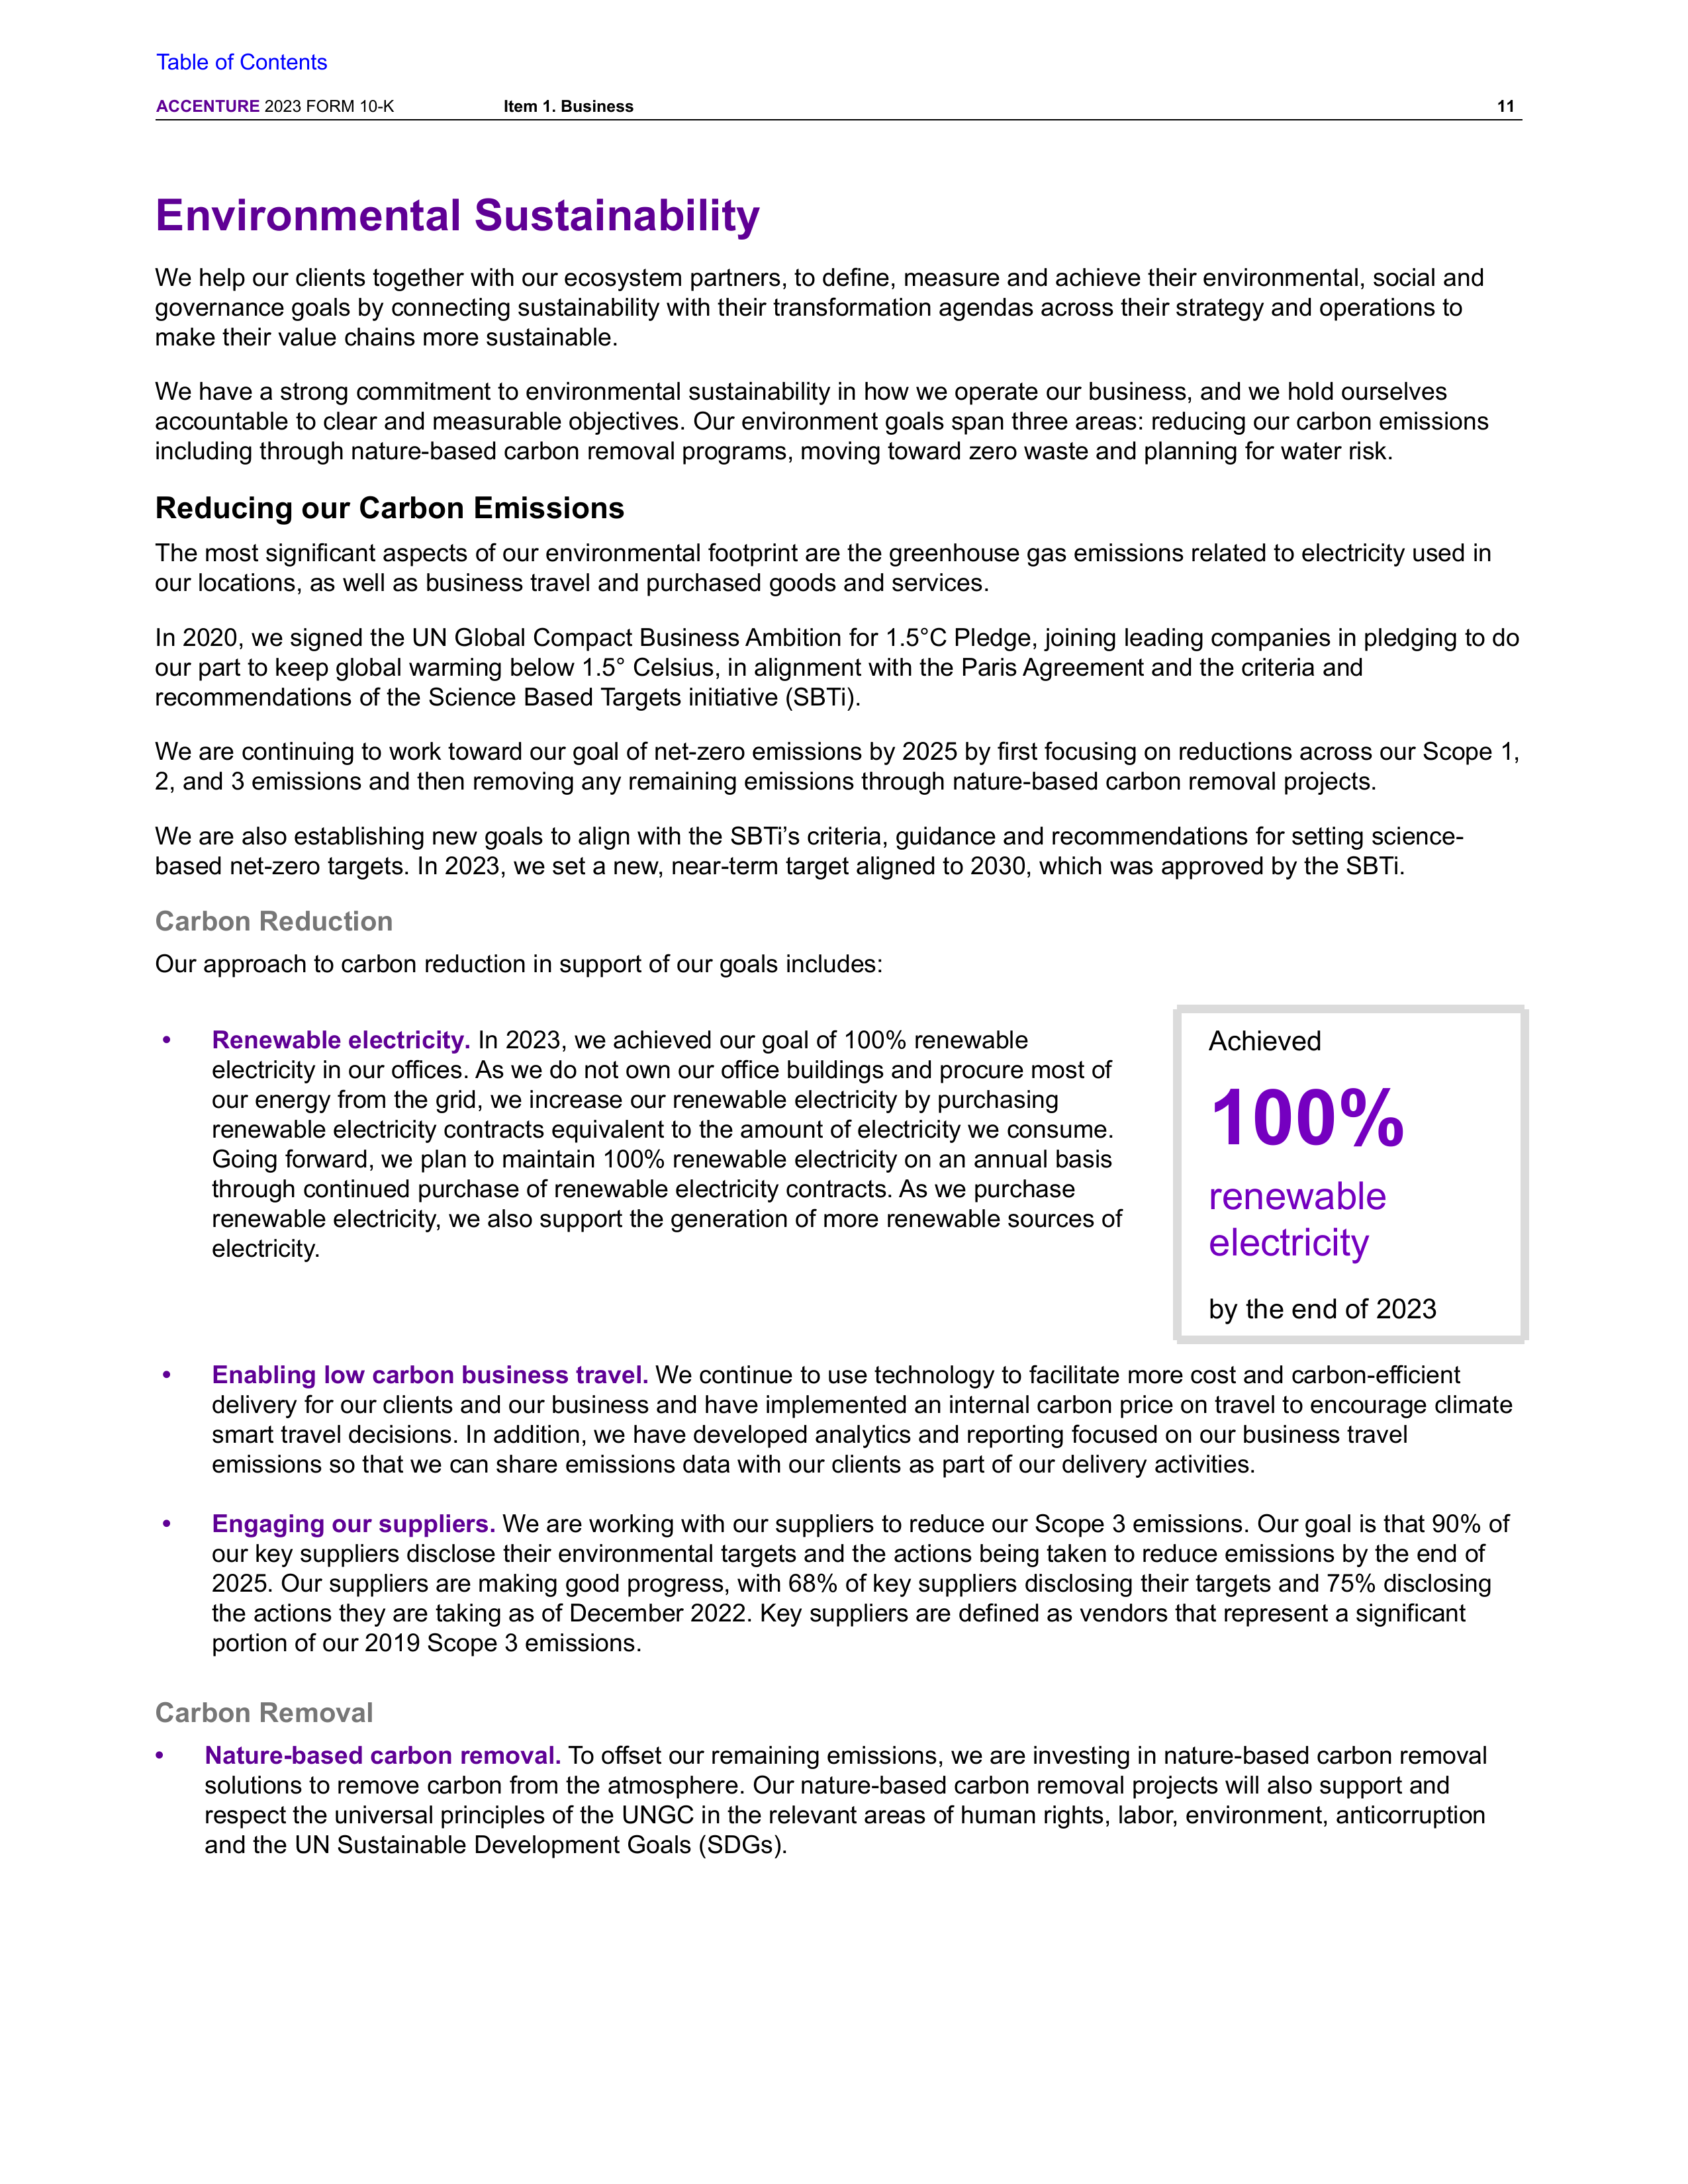 Table of Contents
ACCENTURE 2023 FORM 10-K Item 1. Business 11
Environmental Sustainability
We help our clients together with our ecosystem partners, to define, measure and achieve their environmental, social and
governance goals by connecting sustainability with their transformation agendas across their strategy and operations to
make their value chains more sustainable.
We have a strong commitment to environmental sustainability in how we operate our business, and we hold ourselves
accountable to clear and measurable objectives. Our environment goals span three areas: reducing our carbon emissions
including through nature-based carbon removal programs, moving toward zero waste and planning for water risk.
Reducing our Carbon Emissions
The most significant aspects of our environmental footprint are the greenhouse gas emissions related to electricity used in
our locations, as well as business travel and purchased goods and services.
In 2020, we signed the UN Global Compact Business Ambition for 1.5°C Pledge, joining leading companies in pledging to do
our part to keep global warming below 1.5° Celsius, in alignment with the Paris Agreement and the criteria and
recommendations of the Science Based Targets initiative (SBTi).
We are continuing to work toward our goal of net-zero emissions by 2025 by first focusing on reductions across our Scope 1,
2, and 3 emissions and then removing any remaining emissions through nature-based carbon removal projects.
We are also establishing new goals to align with the SBTi’s criteria, guidance and recommendations for setting science-
based net-zero targets. In 2023, we set a new, near-term target aligned to 2030, which was approved by the SBTi.
Carbon Reduction
Our approach to carbon reduction in support of our goals includes:
• Renewable electricity. In 2023, we achieved our goal of 100% renewable
electricity in our offices. As we do not own our office buildings and procure most of
our energy from the grid, we increase our renewable electricity by purchasing
renewable electricity contracts equivalent to the amount of electricity we consume.
Going forward, we plan to maintain 100% renewable electricity on an annual basis
through continued purchase of renewable electricity contracts. As we purchase
renewable electricity, we also support the generation of more renewable sources of
electricity.
Achieved
100%
renewable
electricity
by the end of 2023
• Enabling low carbon business travel. We continue to use technology to facilitate more cost and carbon-efficient
delivery for our clients and our business and have implemented an internal carbon price on travel to encourage climate
smart travel decisions. In addition, we have developed analytics and reporting focused on our business travel
emissions so that we can share emissions data with our clients as part of our delivery activities.
• Engaging our suppliers. We are working with our suppliers to reduce our Scope 3 emissions. Our goal is that 90% of
our key suppliers disclose their environmental targets and the actions being taken to reduce emissions by the end of
2025. Our suppliers are making good progress, with 68% of key suppliers disclosing their targets and 75% disclosing
the actions they are taking as of December 2022. Key suppliers are defined as vendors that represent a significant
portion of our 2019 Scope 3 emissions.
Carbon Removal
• Nature-based carbon removal. To offset our remaining emissions, we are investing in nature-based carbon removal
solutions to remove carbon from the atmosphere. Our nature-based carbon removal projects will also support and
respect the universal principles of the UNGC in the relevant areas of human rights, labor, environment, anticorruption
and the UN Sustainable Development Goals (SDGs).